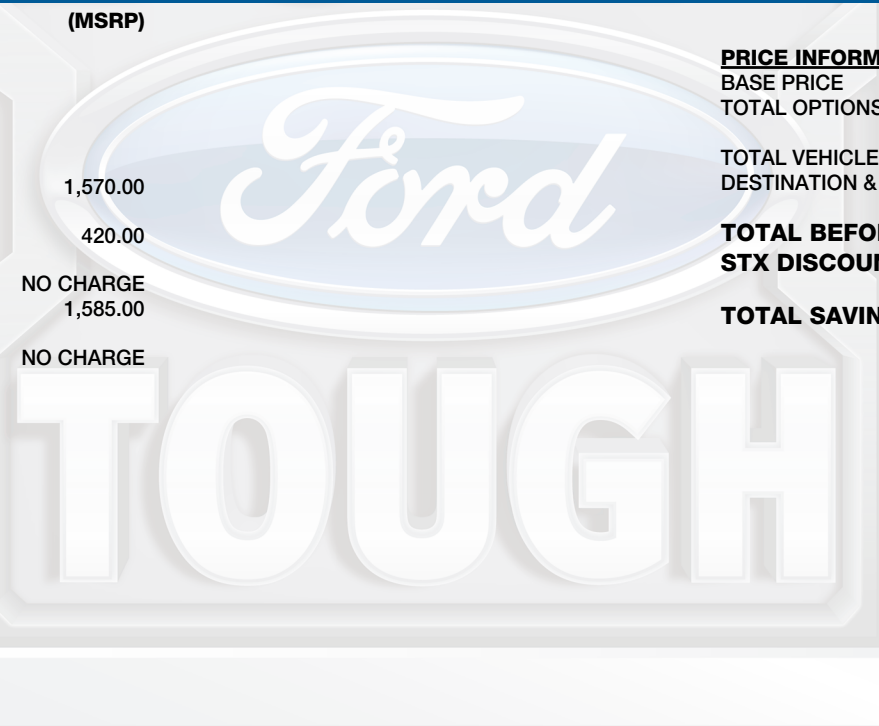 (MSRP)
1,570.00
420.00
NO CHARGE
1,585.00
NO CHARGE
PRICE INFORM
BASE PRICE
TOTAL OPTIONS
TOTAL VEHICLE
DESTINATION &
TOTAL BEFO
STX DISCOU
TOTAL SAVIN
Ford
TOUGH